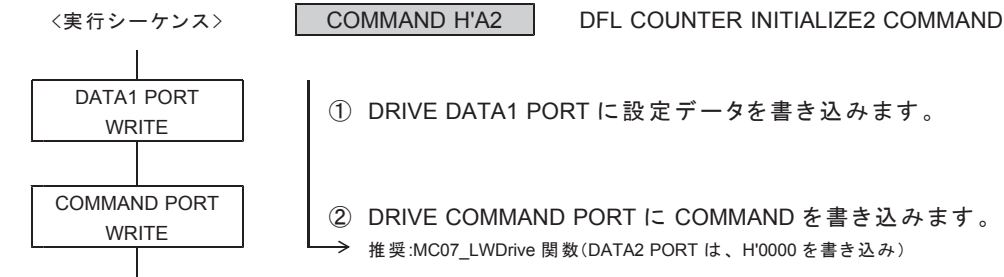 <実行シーケンス>
COMMAND H'A2
DFL COUNTER INITIALIZE2 COMMAND
DATA1 PORT
WRITE
① DRIVE DATA1 PORT に設定データを書き込みます。
COMMAND PORT
WRITE
② DRIVE COMMAND PORT に COMMAND を書き込みます。
推奨:MC07_LWDrive 関数(DATA2 PORT は、H'0000 を書き込み)